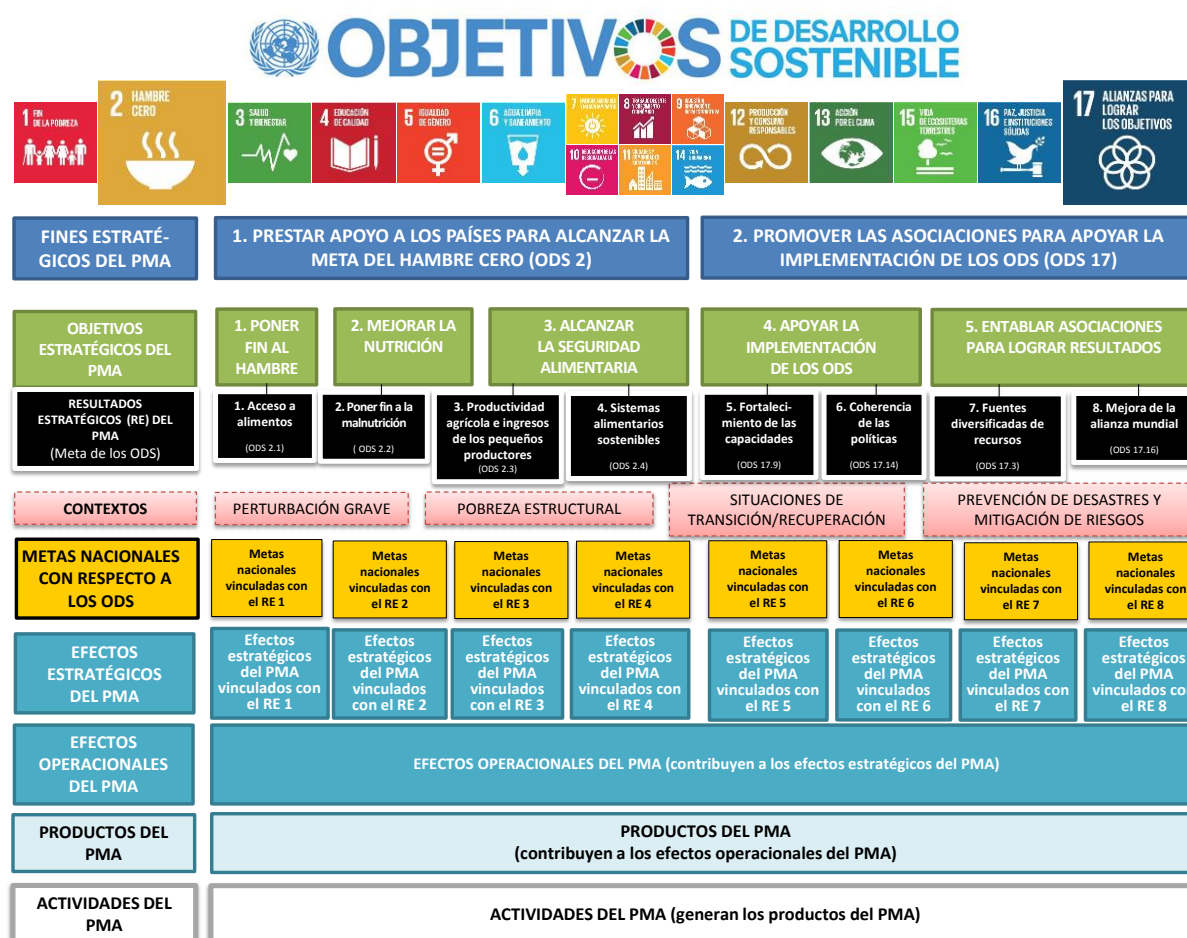 OBJETIVOS
DE DESARROLLO
SOSTENIBLE
1 FIN
DE LA POBREZA
2 HAMBRE
CERO
3 SALUD
Y BIENESTAR
4 EDUCACIÓN
DE CALIDAD
5 IGUALDAD
DE GÉNERO
6 AGUA LIMPIA
Y SANEAMIENTO
7
8 TRABAJO DECENTE
Y CRECIMIENTO
ECONÓMICO
9
10
11 CIUDADES Y
COMUNIDADES
SOSTENIBLES
14 VIDA
SUBMARINA
12 PRODUCCIÓN
Y CONSUMO
RESPONSABLES
13 ACCIÓN
POR EL CLIMA
15 VIDA
DE ECOSISTEMAS
TERRESTRES
16 PAZ, JUSTICIA
E INSTITUCIONES
SÓLIDAS
17 ALIANZAS PARA
LOGRAR
LOS OBJETIVOS
FINES ESTRATÉ-
GICOS DEL PMA
1. PRESTAR APOYO A LOS PAÍSES PARA ALCANZAR LA
META DEL HAMBRE CERO (ODS 2)
2. PROMOVER LAS ASOCIACIONES PARA APOYAR LA
IMPLEMENTACIÓN DE LOS ODS (ODS 17)
OBJETIVOS
ESTRATÉGICOS DEL
PMA
1. PONER
FIN AL
HAMBRE
2. MEJORAR LA
NUTRICIÓN
3. ALCANZAR
LA SEGURIDAD
ALIMENTARIA
4. APOYAR LA
IMPLEMENTACIÓN
DE LOS ODS
5. ENTABLAR ASOCIACIONES
PARA LOGRAR RESULTADOS
RESULTADOS
ESTRATÉGICOS (RE) DEL
PMA
(Meta de los ODS)
1. Acceso a
alimentos
(ODS 2.1)
2. Poner fin a la
malnutrición
( ODS 2.2)
3. Productividad
agrícola e ingresos
de los pequeños
productores
(ODS 2.3)
4. Sistemas
alimentarios
sostenibles
(ODS 2.4)
5. Fortaleci-
miento de las
capacidades
(ODS 17.9)
6. Coherencia
de las
políticas
(ODS 17.14)
7. Fuentes
diversificadas de
recursos
(ODS 17.3)
8. Mejora de la
alianza mundial
(ODS 17.16)
CONTEXTOS
PERTURBACIÓN GRAVE
POBREZA ESTRUCTURAL
SITUACIONES DE
TRANSICIÓN/RECUPERACIÓN
PREVENCIÓN DE DESASTRES Y
MITIGACIÓN DE RIESGOS
METAS NACIONALES
CON RESPECTO A
LOS ODS
Metas
nacionales
vinculadas con
el RE 1
Metas
nacionales
vinculadas con
el RE 2
Metas
nacionales
vinculadas con
el RE 3
Metas
nacionales
vinculadas con
el RE 4
Metas
nacionales
vinculadas con
el RE 5
Metas
nacionales
vinculadas con
el RE 6
Metas
nacionales
vinculadas con
el RE 7
Metas
nacionales
vinculadas con
el RE 8
EFECTOS
ESTRATÉGICOS
DEL PMA
Efectos
estratégicos
del PMA
vinculados con
el RE 1
Efectos
estratégicos
del PMA
vinculados
con el RE 2
Efectos
estratégicos
del PMA
vinculados
con el RE 3
Efectos
estratégicos
del PMA
vinculados con
el RE 4
Efectos
estratégicos
del PMA
vinculados con
el RE 5
Efectos
estratégicos
del PMA
vinculados
con el RE 6
Efectos
estratégicos
del PMA
vinculados con
el RE 7
Efectos
estratégicos
del PMA
vinculados con
el RE 8
EFECTOS
OPERACIONALES
DEL PMA
EFECTOS OPERACIONALES DEL PMA (contribuyen a los efectos estratégicos del PMA)
PRODUCTOS DEL
PMA
PRODUCTOS DEL PMA
(contribuyen a los efectos operacionales del PMA)
ACTIVIDADES DEL
PMA
ACTIVIDADES DEL PMA (generan los productos del PMA)